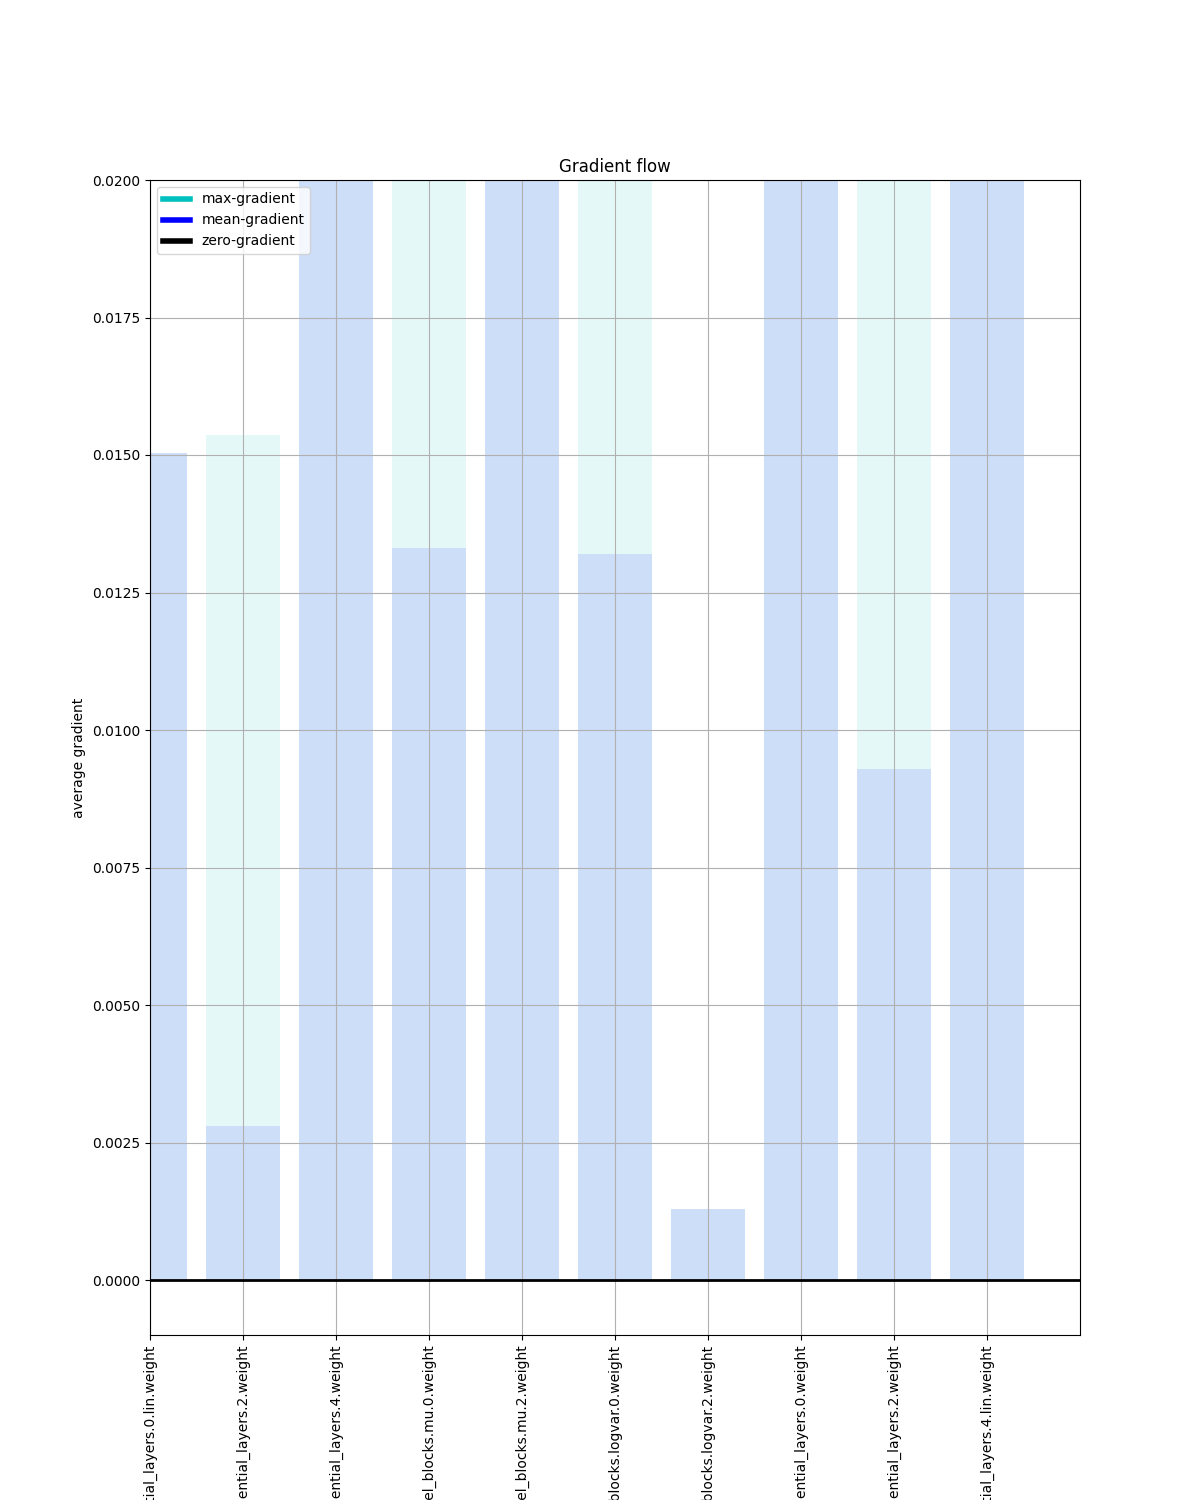 Gradient flow
max-gradient
mean-gradient
zero-gradient
0.0200
0.0175
0.0150
0.0125
0.0100
0.0075
0.0050
0.0025
0.0000
average gradient
tial_layers.0.lin.weight
ential_layers.2.weight
ential_layers.4.weight
el_blocks.mu.0.weight
el_blocks.mu.2.weight
blocks.logvar.0.weight
blocks.logvar.2.weight
ential_layers.0.weight
ential_layers.2.weight
tial_layers.4.lin.weight